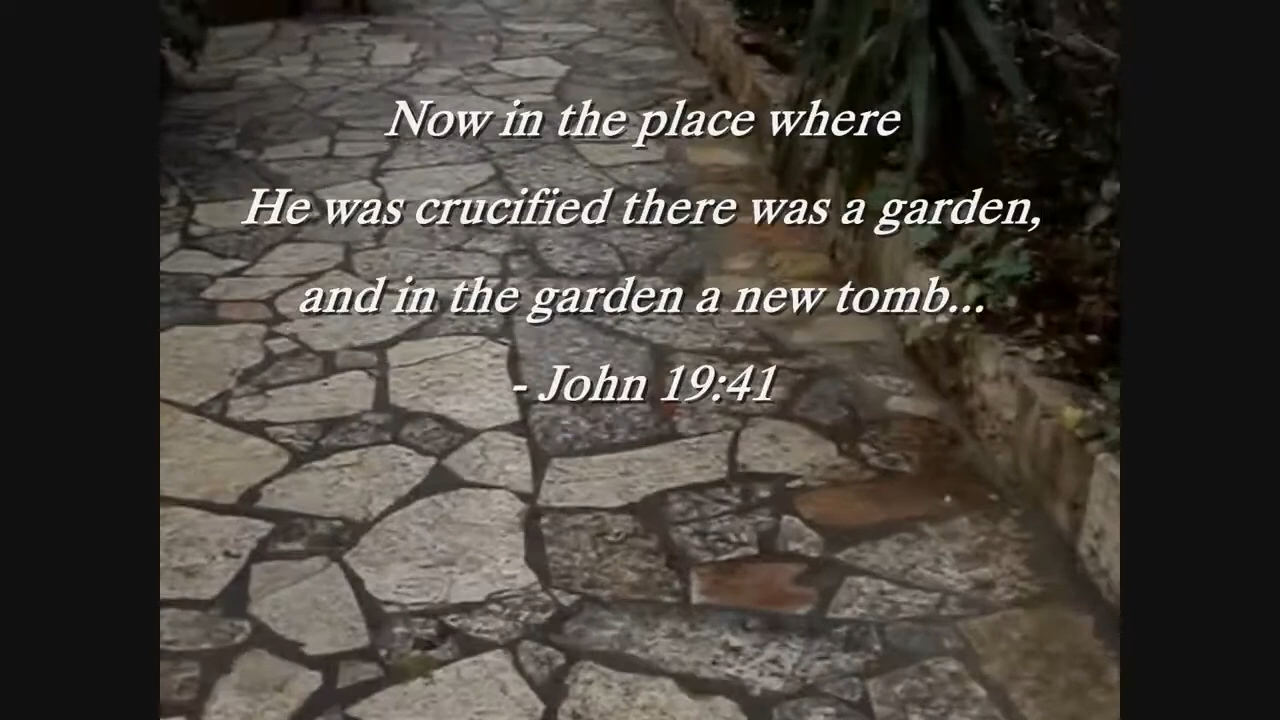 Now in the place where
He was crucified there was a garden,
and in the garden a new tomb...
- John 19:41